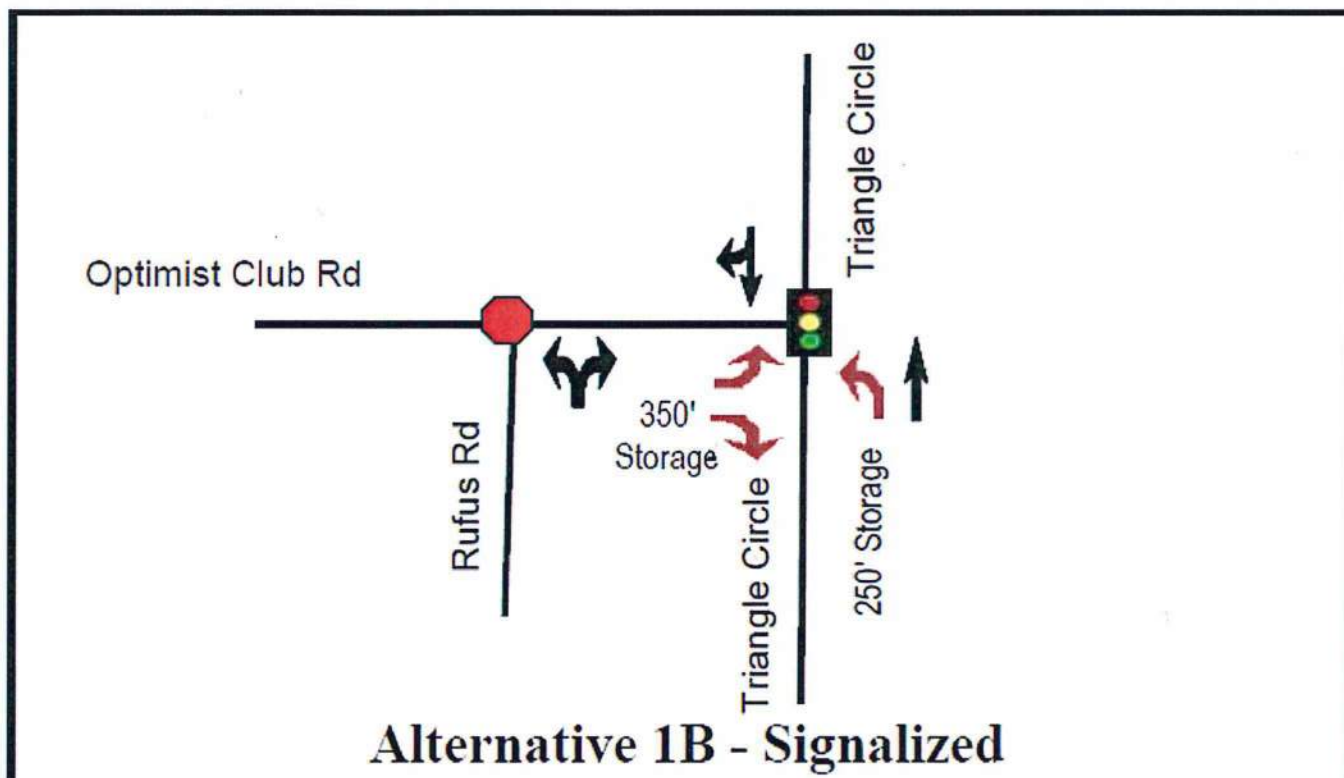 Triangle Circle
Optimist Club Rd
350'
Storage
Rufus Rd
Triangle Circle
250' Storage
Alternative 1B - Signalized